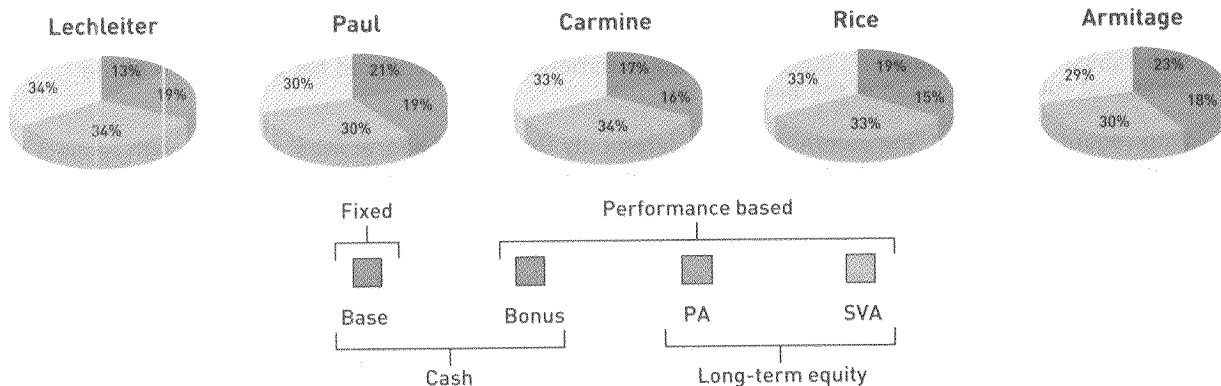 Lechleiter Paul Carmine Rice Armitage
34% 13% 19% 34%
30% 21% 19% 30%
33% 17% 16% 34%
33% 19% 15% 33%
29% 23% 18% 30%
Fixed Performance based
Base Bonus PA SVA
Cash Long-term equity